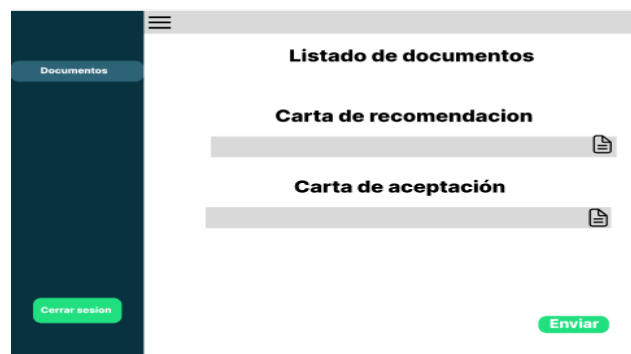 Documentos
Cerrar sesion
Listado de documentos
Carta de recomendacion
Carta de aceptación
Enviar